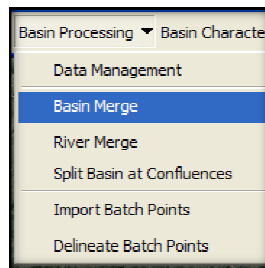 Basin Processing Basin Characte
Data Management
Basin Merge
River Merge
Split Basin at Confluences
Import Batch Points
Delineate Batch Points